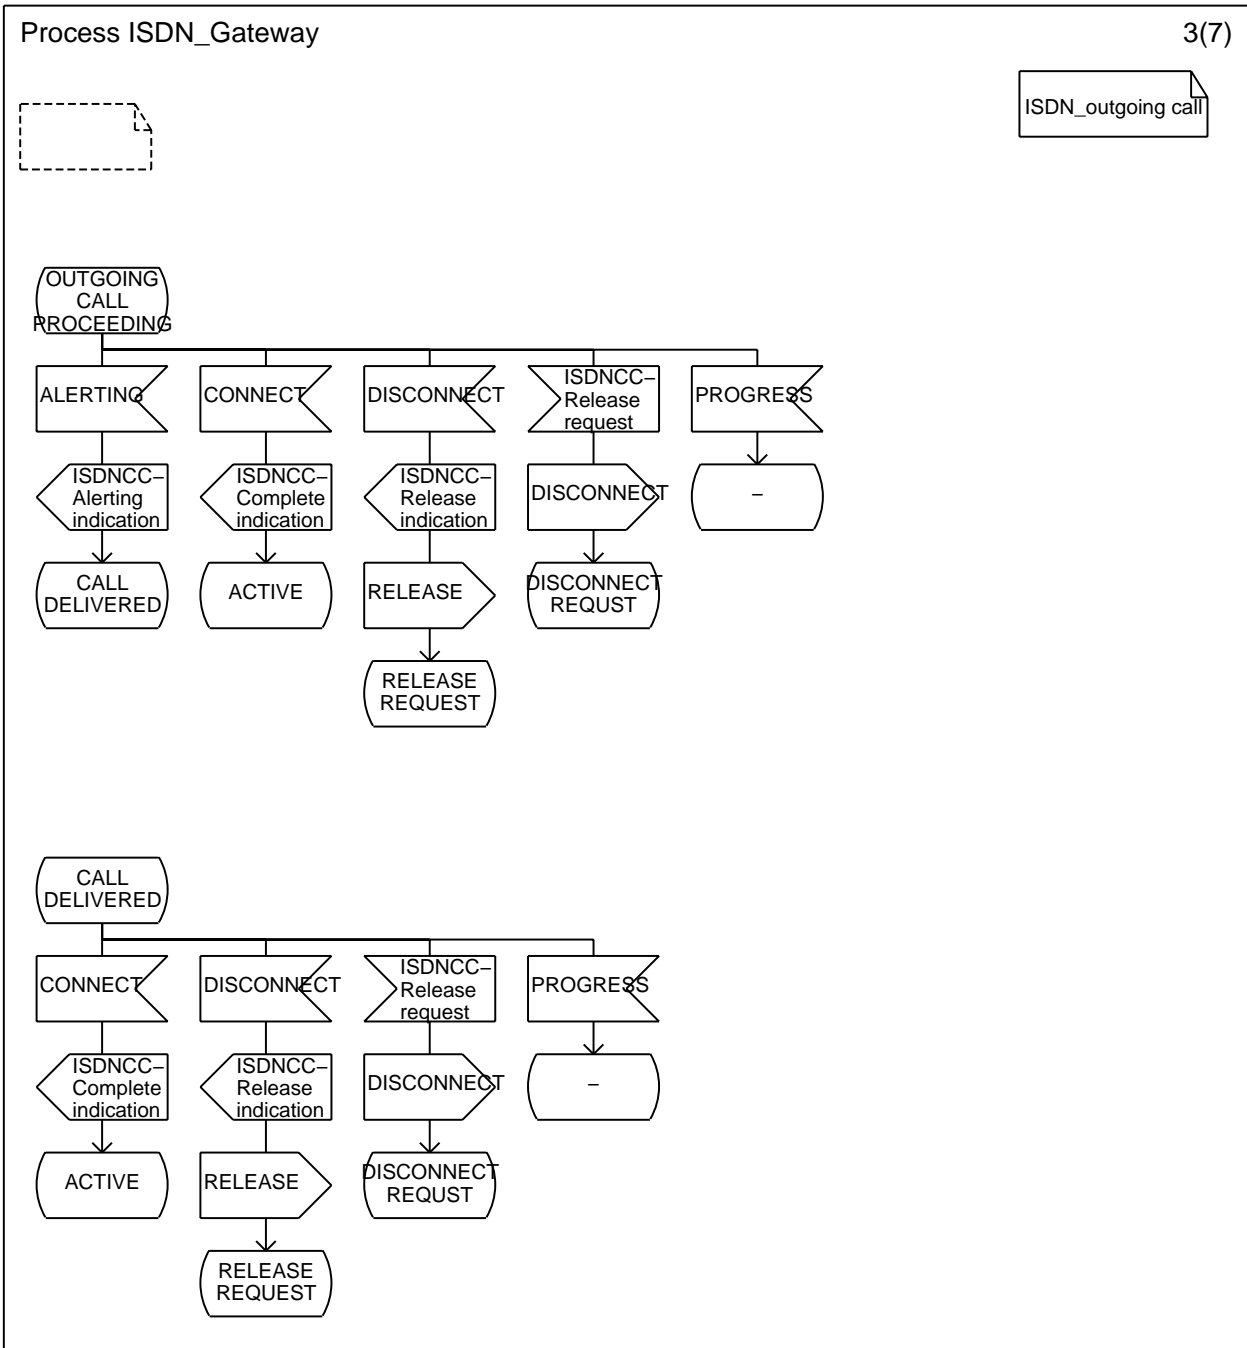 Process ISDN_Gateway
3(7)
ISDN_outgoing call
OUTGOING
CALL
PROCEEDING
ALERTING
CONNECT
DISCONNECT
ISDNCC–
Release
request
PROGRESS
ISDNCC–
Alerting
indication
ISDNCC–
Complete
indication
ISDNCC–
Release
indication
DISCONNECT
–
CALL
DELIVERED
ACTIVE
RELEASE
DISCONNECT
REQUST
RELEASE
REQUEST
CALL
DELIVERED
CONNECT
DISCONNECT
ISDNCC–
Release
request
PROGRESS
ISDNCC–
Complete
indication
ISDNCC–
Release
indication
DISCONNECT
–
ACTIVE
RELEASE
DISCONNECT
REQUST
RELEASE
REQUEST